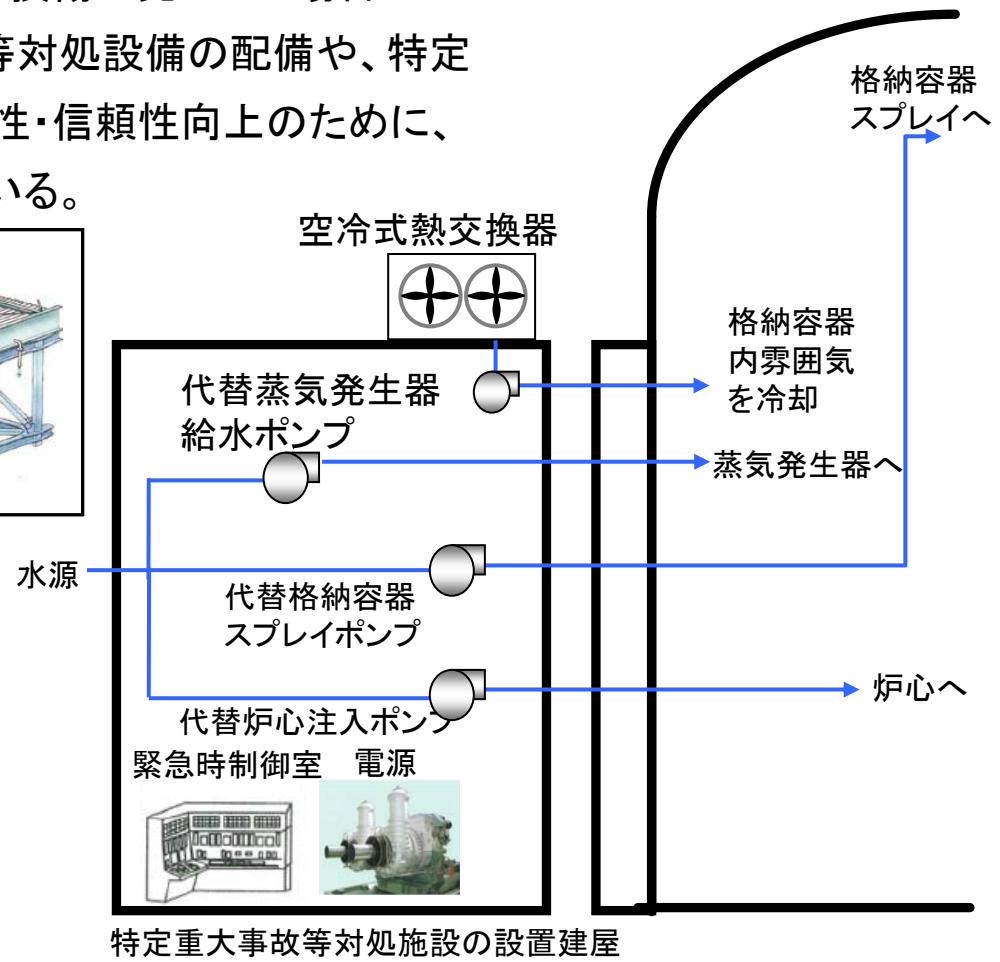 等対処設備の配備や、特定
性・信頼性向上のために、
いる。
格納容器
スプレイへ
空冷式熱交換器
格納容器
内雰囲気
を冷却
代替蒸気発生器
給水ポンプ
蒸気発生器へ
水源
代替格納容器
スプレイポンプ
炉心へ
代替炉心注入ポンプ
緊急時制御室 電源
特定重大事故等対処施設の設置建屋